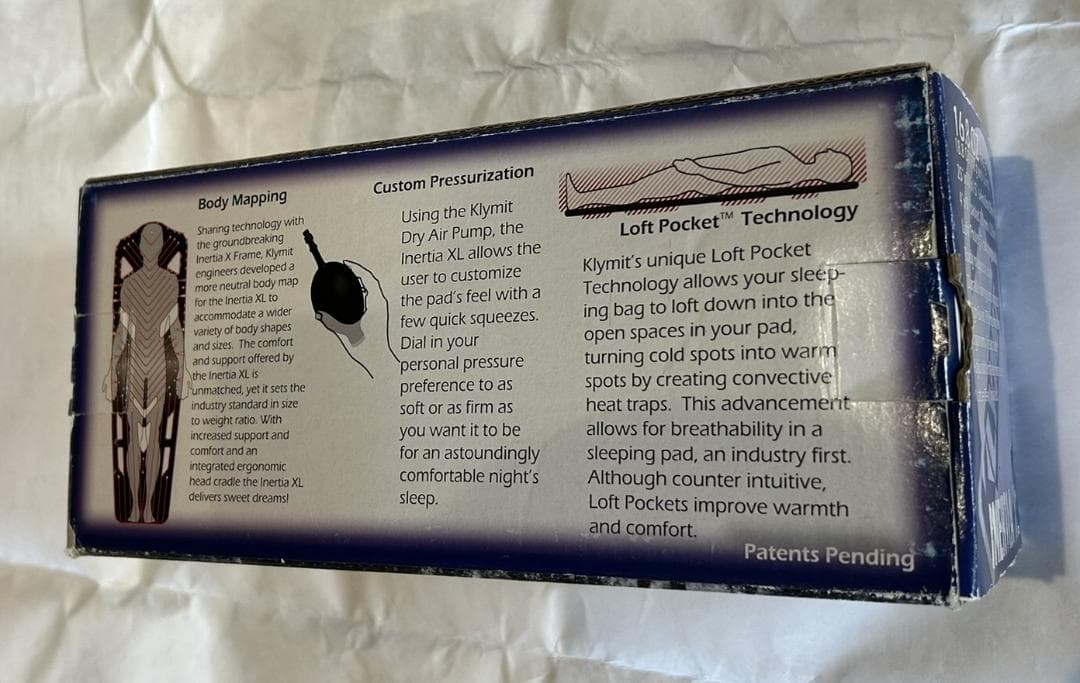 Body Mapping
Sharing technology with
the groundbreaking
Inertia X Frame, Klymit
engineers developed a
more neutral body map
for the Inertia XL to
accommodate a wider
variety of body shapes
and sizes. The comfort
and support offered by
the Inertia XL is
unmatched, yet it sets the
industry standard in size
to weight ratio. With
increased support and
comfort and an
integrated ergonomic
head cradle the Inertia XL
delivers sweet dreams!
Custom Pressurization
Using the Klymit
Dry Air Pump, the
Inertia XL allows the
user to customize
the pad's feel with a
few quick squeezes.
Dial in your
personal pressure
preference to as
soft or as firm as
you want it to be
for an astoundingly
comfortable night's
sleep.
Loft Pocket™ Technology
Klymit's unique Loft Pocket
Technology allows your sleep-
ing bag to loft down into the
open spaces in your pad,
turning cold spots into warm
spots by creating convective
heat traps. This advancement
allows for breathability in a
sleeping pad, an industry first.
Although counter intuitive,
Loft Pockets improve warmth
and comfort.
Patents Pending